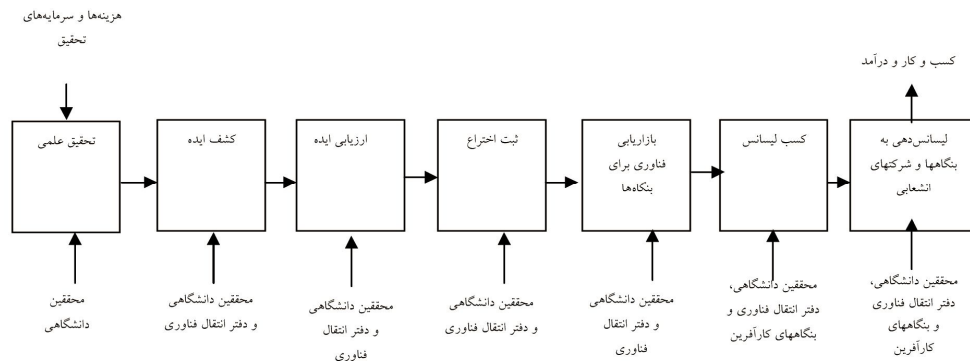 هزینه‌ها و سرمایه‌های
تحقیق
کسب و کار و درآمد
تحقیق علمی
کشف ایده
ارزیابی ایده
ثبت اختراع
بازاریابی
فناوری برای
بنکاه‌ها
کسب لیسانس
لیسانس‌دهی به
بنگاهها و شرکتهای
انشعابی
محققین
دانشگاهی
محققین دانشگاهی
و دفتر انتقال فناوری
محققین دانشگاهی
و دفتر انتقال
فناوری
محققین دانشگاهی
و دفتر انتقال فناوری
محققین دانشگاهی
و دفتر انتقال
فناوری
محققین دانشگاهی،
دفتر انتقال فناوری و
بنگاههای کارآفرین
محققین دانشگاهی،
دفتر انتقال فناوری
و بنگاههای
کارآفرین